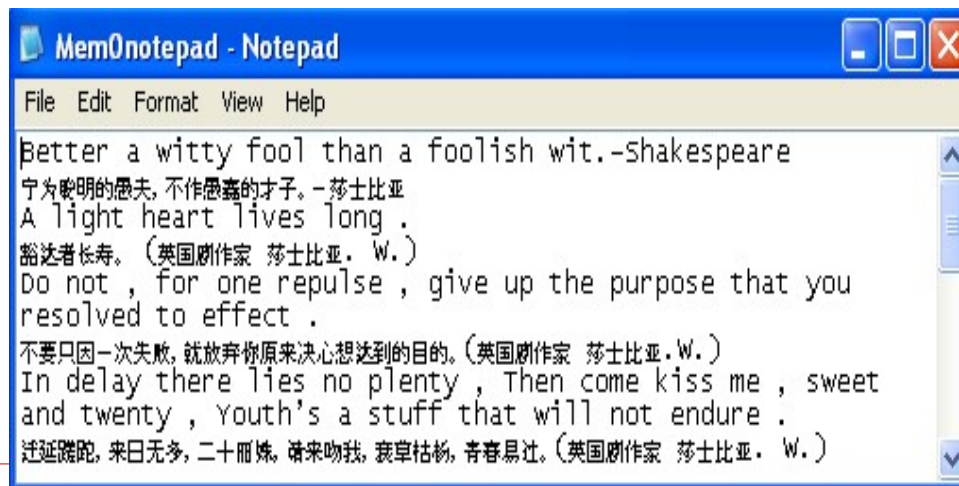 Mem0notepad - Notepad
File Edit Format View Help
Better a witty fool than a foolish wit.-Shakespeare
宁为聪明的愚夫,不作愚蠢的才子。-莎士比亚
A light heart lives long .
豁达者长寿。 (英国剧作家 莎士比亚. W.)
Do not , for one repulse , give up the purpose that you
resolved to effect .
不要只因一次失败,就放弃你原来决心想达到的目的。(英国剧作家 莎士比亚.W.)
In delay there lies no plenty , Then come kiss me , sweet
and twenty , Youth's a stuff that will not endure .
迁延蹉跎,来日无多,二十丽姝,请来吻我,衰草枯杨,青春易过。(英国剧作家 莎士比亚. W.)